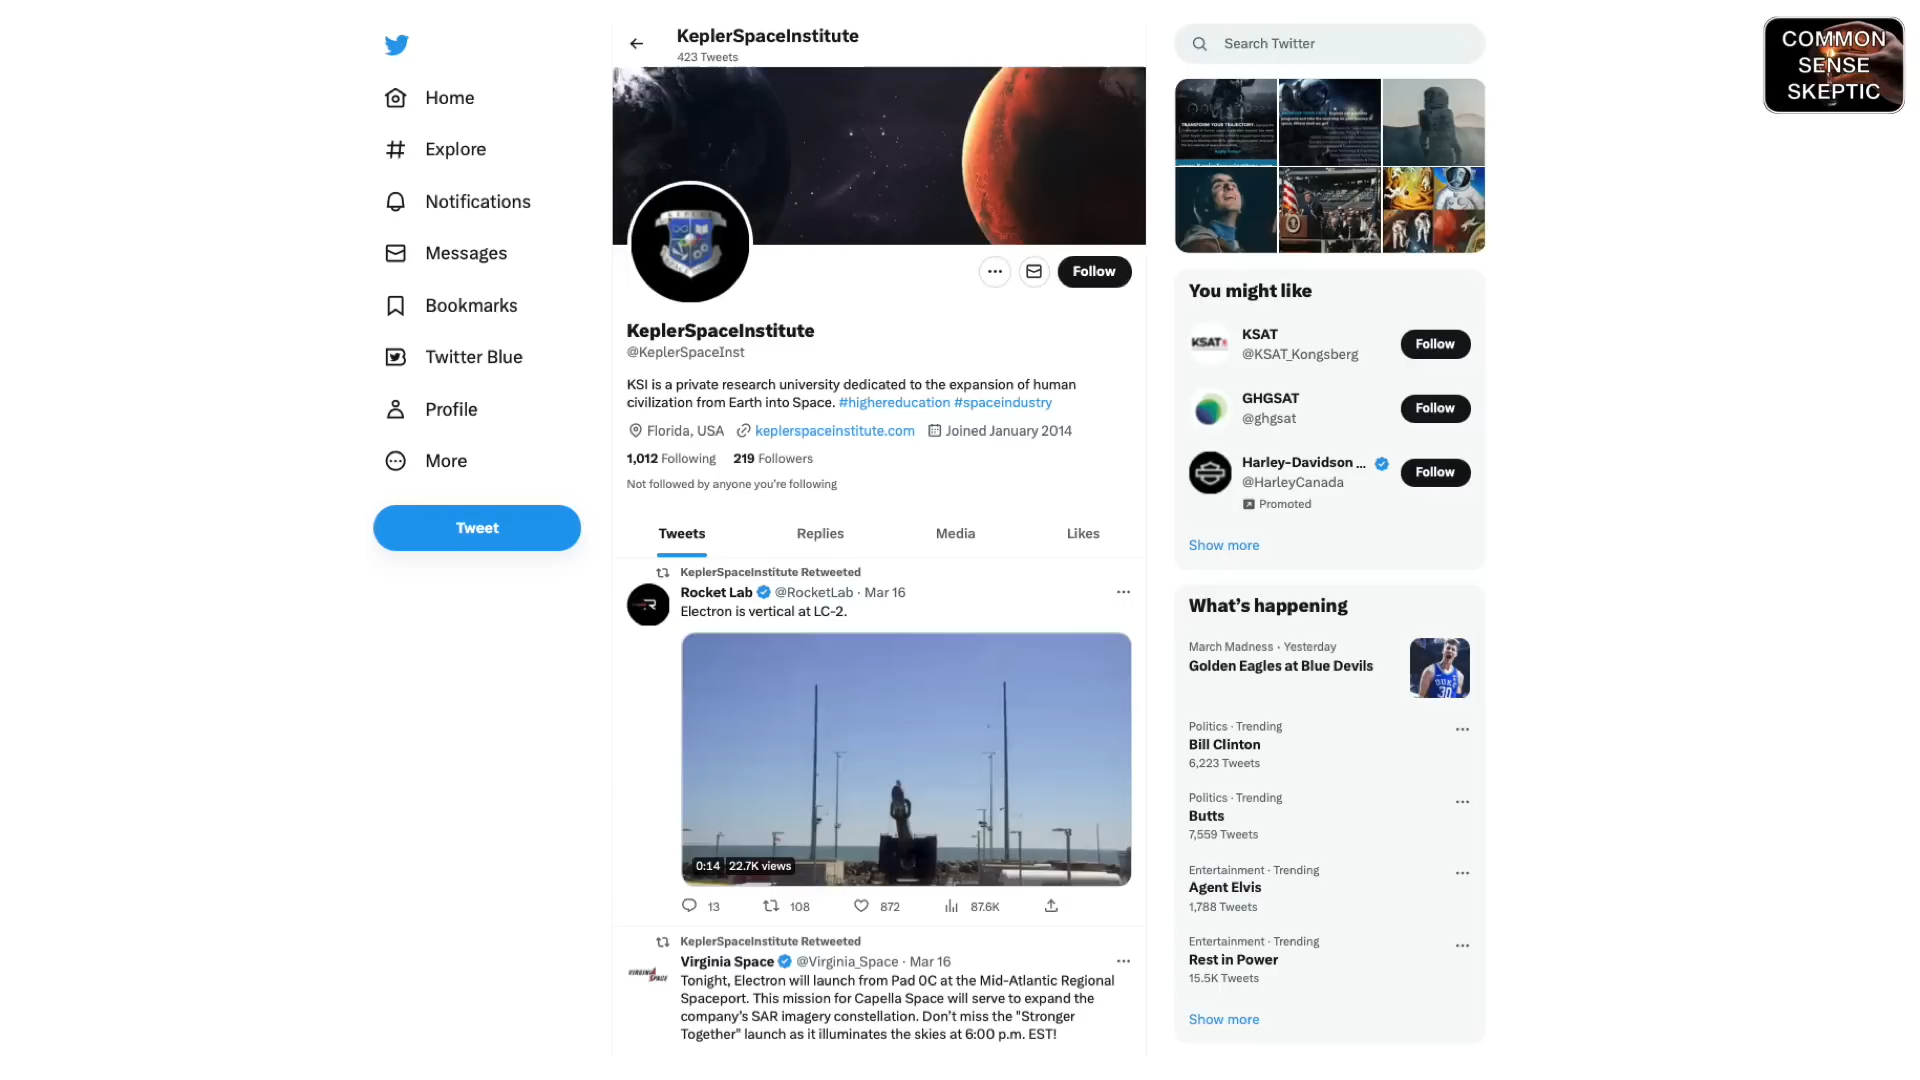 Home
Explore
Notifications
Messages
Bookmarks
Twitter Blue
Profile
More
Tweet
KeplerSpaceInstitute
423 Tweets
Follow
KeplerSpaceInstitute
@KeplerSpaceInst
KSI is a private research university dedicated to the expansion of human
civilization from Earth into Space. #highereducation #spaceindustry
Florida, USA keplerspaceinstitute.com Joined January 2014
1,012 Following 219 Followers
Not followed by anyone you're following
Tweets Replies Media Likes
KeplerSpaceInstitute Retweeted
Rocket Lab @RocketLab · Mar 16
Electron is vertical at LC-2.
0:14 22.7K views
13 108 872 87.6K
KeplerSpaceInstitute Retweeted
VIRGINIA SPACE
Virginia Space @Virginia_Space · Mar 16
Tonight, Electron will launch from Pad 0C at the Mid-Atlantic Regional
Spaceport. This mission for Capella Space will serve to expand the
company's SAR imagery constellation. Don't miss the "Stronger
Together" launch as it illuminates the skies at 6:00 p.m. EST!
Search Twitter
TRANSFORM YOUR TRAJECTORY
You might like
KSAT
KSAT
@KSAT_Kongsberg
Follow
GHGSAT
@ghgsat
Follow
Harley-Davidson ...
@HarleyCanada
Promoted
Follow
Show more
What's happening
March Madness · Yesterday
Golden Eagles at Blue Devils
DUKE
30
Politics · Trending
Bill Clinton
6,223 Tweets
Politics · Trending
Butts
7,559 Tweets
Entertainment · Trending
Agent Elvis
1,788 Tweets
Entertainment · Trending
Rest in Power
15.5K Tweets
Show more
COMMON
SENSE
SKEPTIC